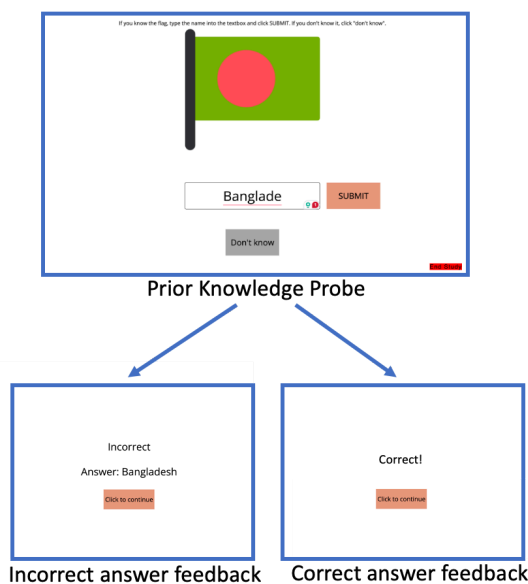 If you know the flag, type the name into the textbox and click SUBMIT. If you don't know it, click "don't know".
Banglade
SUBMIT
Don't know
End Study
Prior Knowledge Probe
Incorrect
Answer: Bangladesh
Click to continue
Correct!
Click to continue
Incorrect answer feedback
Correct answer feedback